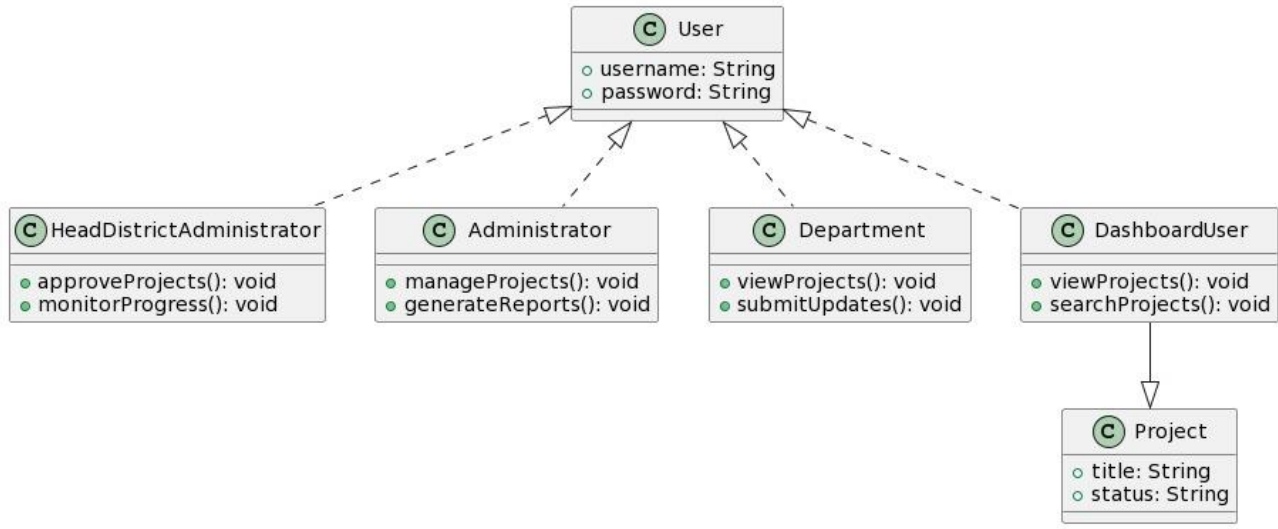 C User
username: String
password: String
C HeadDistrictAdministrator
approveProjects(): void
monitorProgress(): void
C Administrator
manageProjects(): void
generateReports(): void
C Department
viewProjects(): void
submitUpdates(): void
C DashboardUser
viewProjects(): void
searchProjects(): void
C Project
title: String
status: String